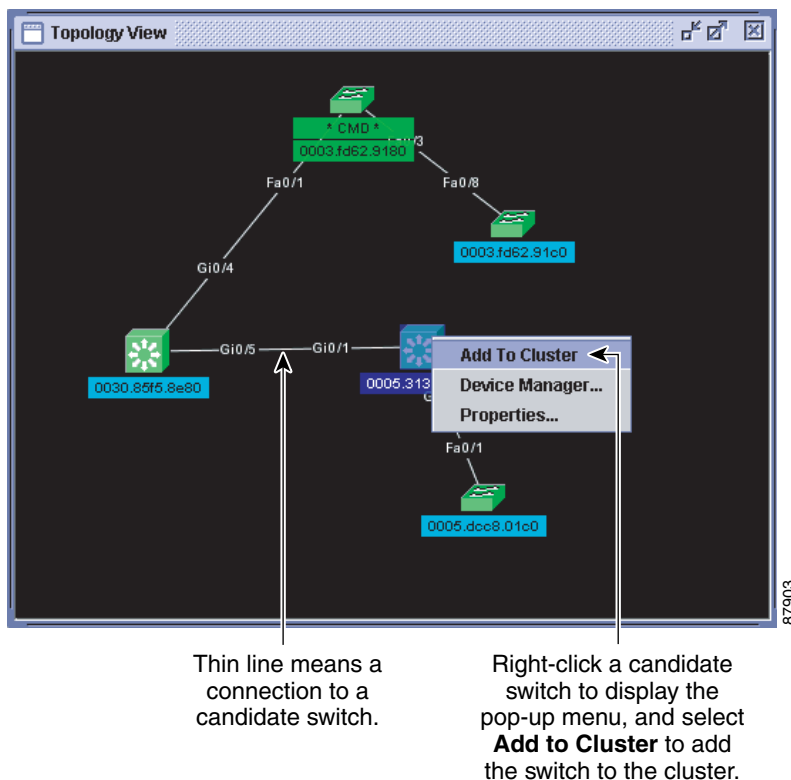 Topology View
* CMD *
0003.fd62.9180
Fa0/1
Fa0/8
0003.fd62.91c0
Gi0/4
Gi0/5
Gi0/1
Add To Cluster
0030.85f5.8e80
0005.313
Device Manager...
Properties...
Fa0/1
0005.dcc8.01c0
87903
Thin line means a
connection to a
candidate switch.
Right-click a candidate
switch to display the
pop-up menu, and select
Add to Cluster to add
the switch to the cluster.